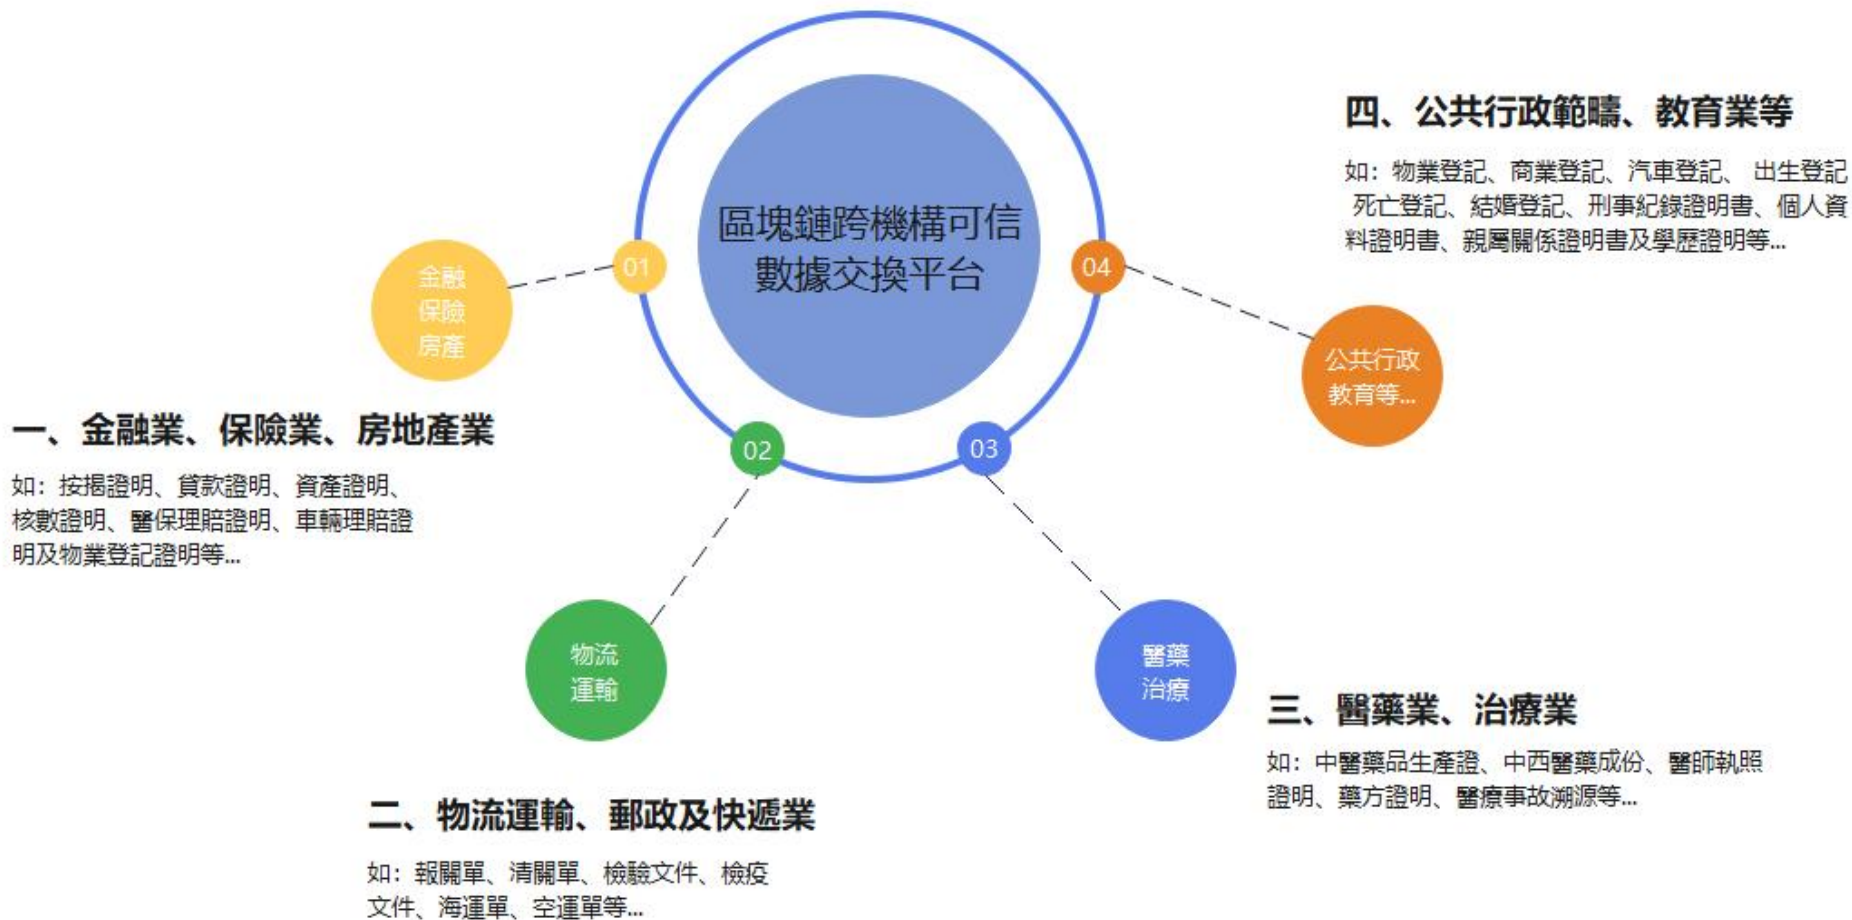 區塊鏈跨機構可信
數據交換平台
01
02
03
04
金融
保險
房產
一、金融業、保險業、房地產業
如：按揭證明、貸款證明、資產證明、
核數證明、醫保理賠證明、車輛理賠證
明及物業登記證明等...
物流
運輸
二、物流運輸、郵政及快遞業
如：報關單、清關單、檢驗文件、檢疫
文件、海運單、空運單等...
醫藥
治療
三、醫藥業、治療業
如：中醫藥品生產證、中西醫藥成份、醫師執照
證明、藥方證明、醫療事故溯源等...
四、公共行政範疇、教育業等
如：物業登記、商業登記、汽車登記、 出生登記
死亡登記、結婚登記、刑事紀錄證明書、個人資
料證明書、親屬關係證明書及學歷證明等...
公共行政
教育等...